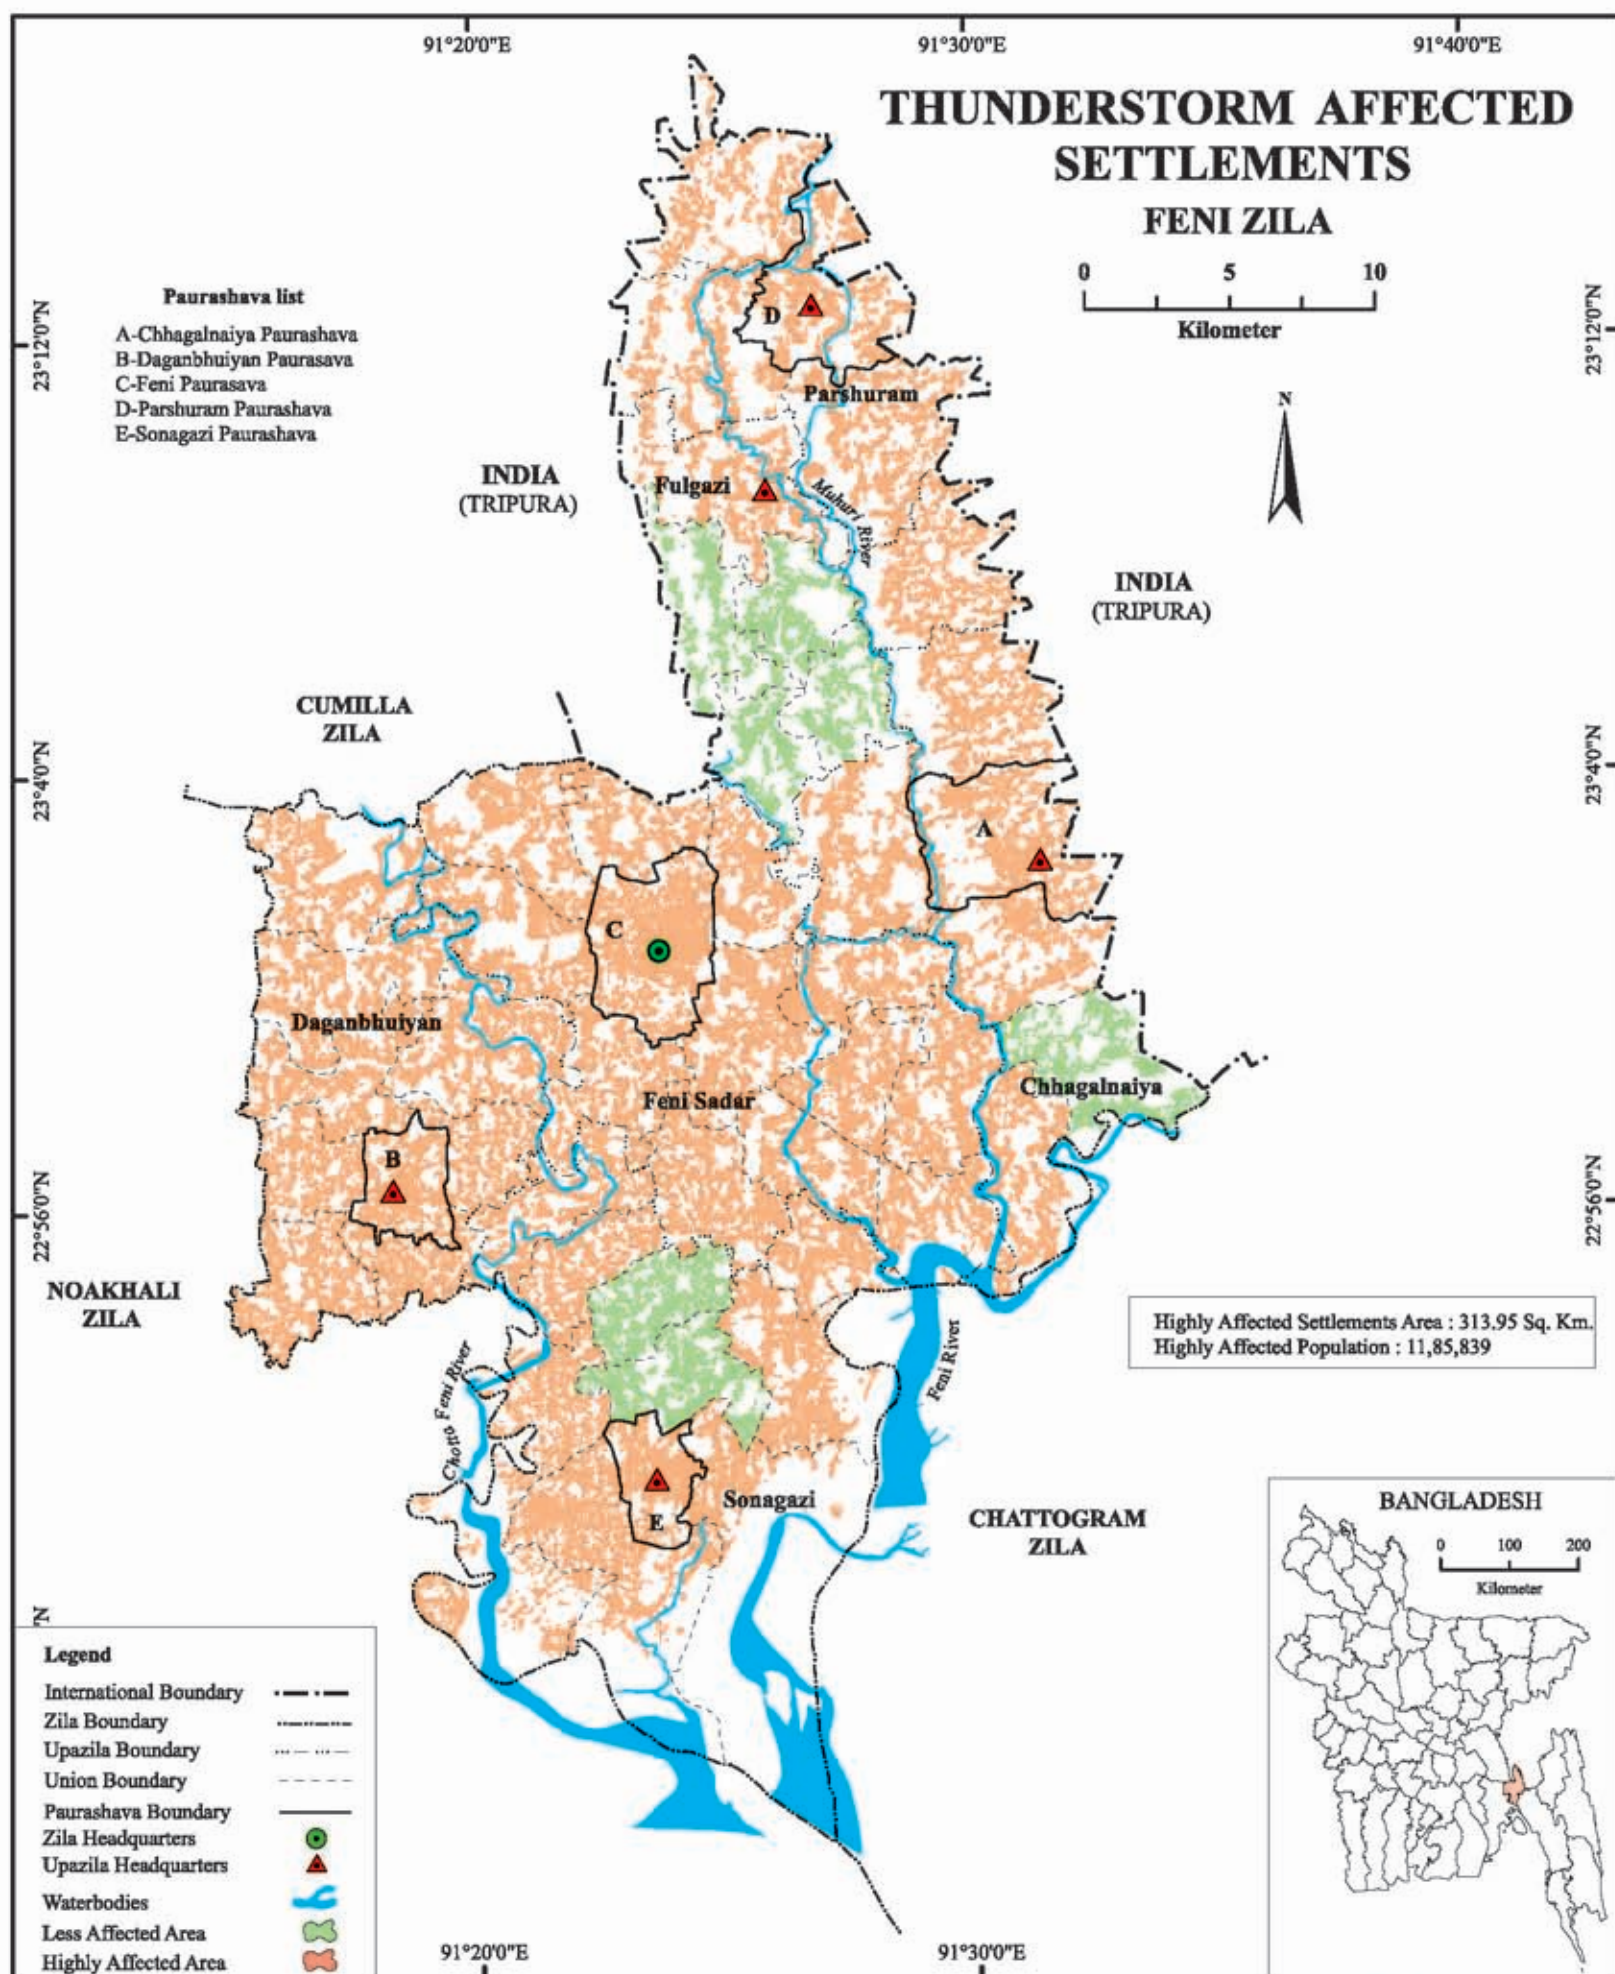 91°20'0"E
91°30'0"E
91°40'0"E
THUNDERSTORM AFFECTED
SETTLEMENTS
FENI ZILA
0 5 10
Kilometer
N
Paurashava list
A-Chhagalnaiya Paurashava
B-Daganbhuiyan Paurasava
C-Feni Paurasava
D-Parshuram Paurashava
E-Sonagazi Paurashava
23°12'0"N
23°12'0"N
D
Parshuram
INDIA
(TRIPURA)
Fulgazi
Muhuri River
INDIA
(TRIPURA)
CUMILLA
ZILA
23°4'0"N
23°4'0"N
A
C
Daganbhuiyan
Feni Sadar
Chhagalnaiya
B
22°56'0"N
22°56'0"N
NOAKHALI
ZILA
Highly Affected Settlements Area : 313.95 Sq. Km.
Highly Affected Population : 11,85,839
Chotto Feni River
Feni River
Sonagazi
E
CHATTOGRAM
ZILA
BANGLADESH
0 100 200
Kilometer
"N
Legend
International Boundary
Zila Boundary
Upazila Boundary
Union Boundary
Paurashava Boundary
Zila Headquarters
Upazila Headquarters
Waterbodies
Less Affected Area
Highly Affected Area
91°20'0"E
91°30'0"E